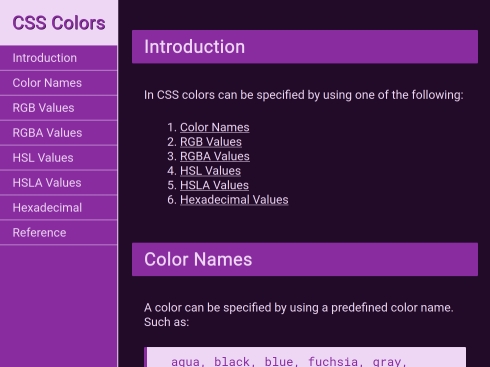 CSS Colors
Introduction
Color Names
RGB Values
RGBA Values
HSL Values
HSLA Values
Hexadecimal
Reference
Introduction
In CSS colors can be specified by using one of the following:
1. Color Names
2. RGB Values
3. RGBA Values
4. HSL Values
5. HSLA Values
6. Hexadecimal Values
Color Names
A color can be specified by using a predefined color name.
Such as:
aqua, black, blue, fuchsia, gray,